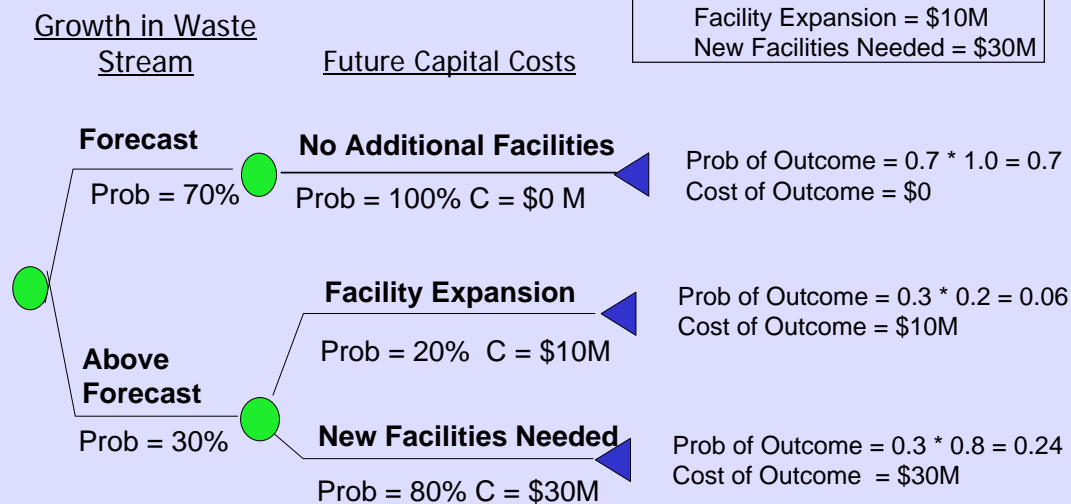 Growth in Waste
Stream
Future Capital Costs
Facility Expansion = $10M
New Facilities Needed = $30M
Forecast
Prob = 70%
No Additional Facilities
Prob = 100% C = $0 M
Prob of Outcome = 0.7 * 1.0 = 0.7
Cost of Outcome = $0
Facility Expansion
Prob = 20% C = $10M
Prob of Outcome = 0.3 * 0.2 = 0.06
Cost of Outcome = $10M
Above
Forecast
Prob = 30%
New Facilities Needed
Prob = 80% C = $30M
Prob of Outcome = 0.3 * 0.8 = 0.24
Cost of Outcome = $30M